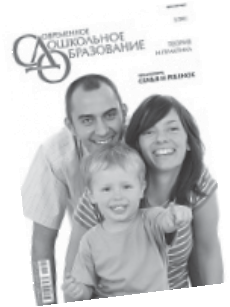 СОВРЕМЕННОЕ
ДОШКОЛЬНОЕ
ОБРАЗОВАНИЕ
ТЕОРИЯ
И ПРАКТИКА
СЕМЬЯ И РЕБЕНОК